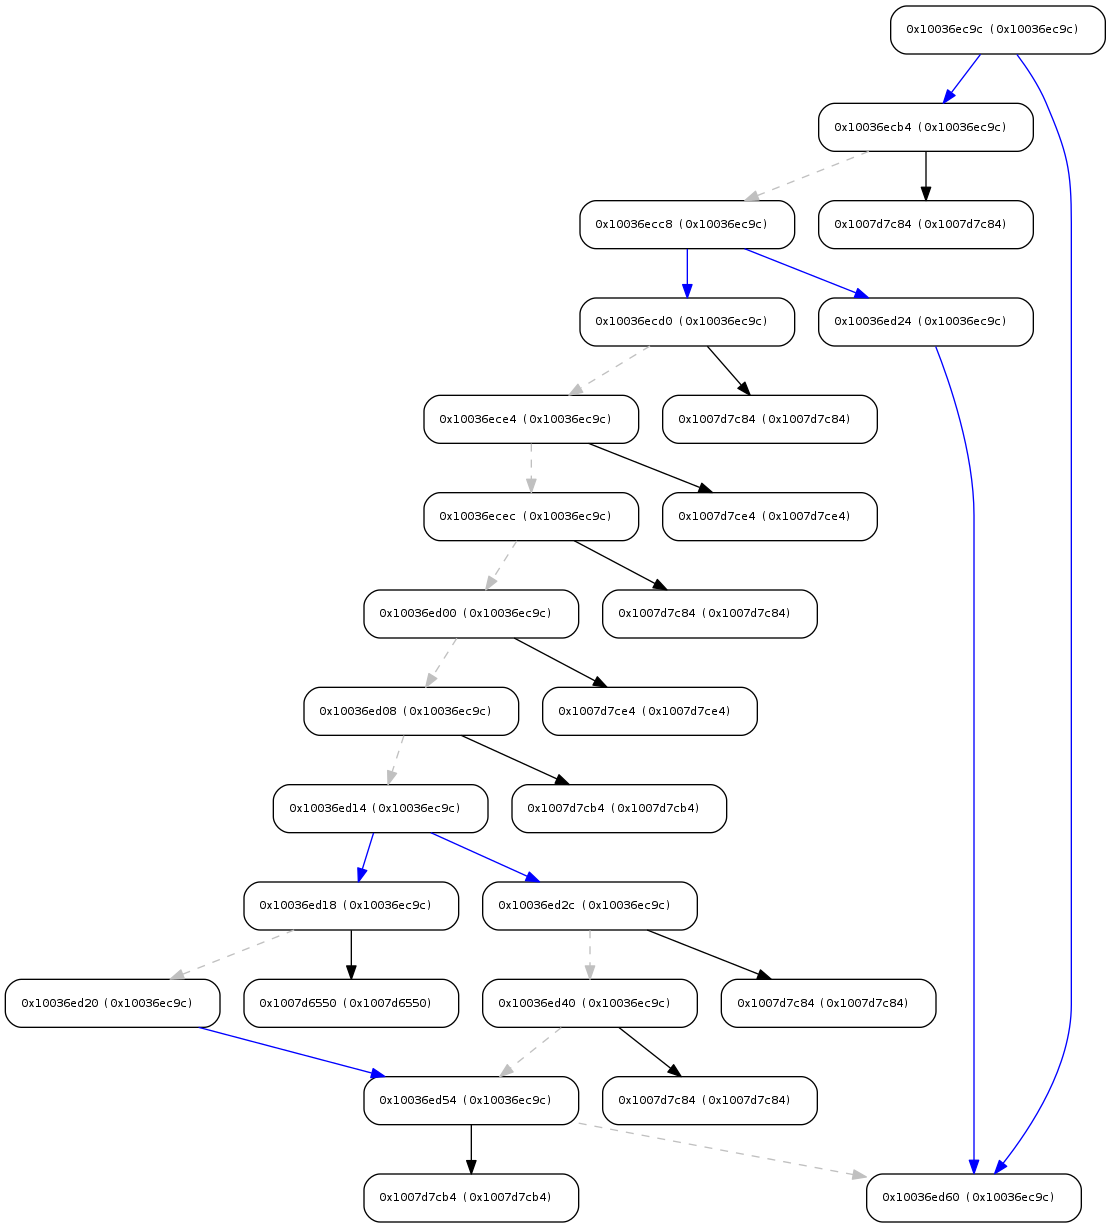 0x10036ec9c (0x10036ec9c)
0x10036ecb4 (0x10036ec9c)
0x10036ecc8 (0x10036ec9c)
0x1007d7c84 (0x1007d7c84)
0x10036ecd0 (0x10036ec9c)
0x10036ed24 (0x10036ec9c)
0x10036ece4 (0x10036ec9c)
0x1007d7c84 (0x1007d7c84)
0x10036ecec (0x10036ec9c)
0x1007d7ce4 (0x1007d7ce4)
0x10036ed00 (0x10036ec9c)
0x1007d7c84 (0x1007d7c84)
0x10036ed08 (0x10036ec9c)
0x1007d7ce4 (0x1007d7ce4)
0x10036ed14 (0x10036ec9c)
0x1007d7cb4 (0x1007d7cb4)
0x10036ed18 (0x10036ec9c)
0x10036ed2c (0x10036ec9c)
0x10036ed20 (0x10036ec9c)
0x1007d6550 (0x1007d6550)
0x10036ed40 (0x10036ec9c)
0x1007d7c84 (0x1007d7c84)
0x10036ed54 (0x10036ec9c)
0x1007d7c84 (0x1007d7c84)
0x1007d7cb4 (0x1007d7cb4)
0x10036ed60 (0x10036ec9c)